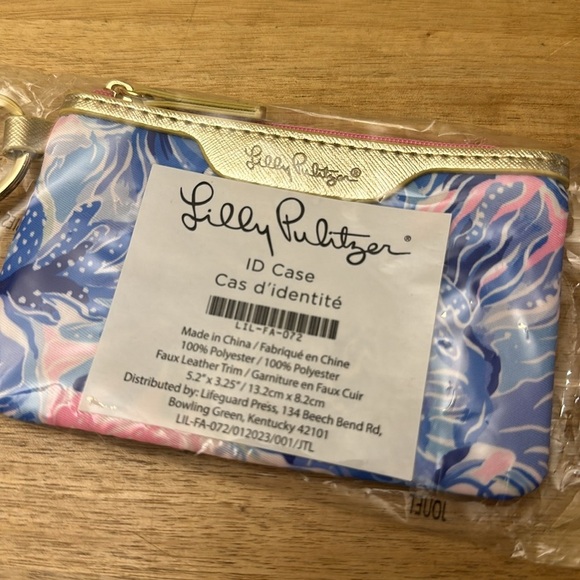 Lilly Pulitzer®
Lilly Pulitzer®
ID Case
Cas d'identité
LIL-FA-072
Made in China / Fabriqué en Chine
100% Polyester / 100% Polyester
Faux Leather Trim / Garniture en Faux Cuir
5.2" x 3.25" / 13.2cm x 8.2cm
Distributed by: Lifeguard Press, 134 Beech Bend Rd,
Bowling Green, Kentucky 42101
LIL-FA-072/012023/001/JTL